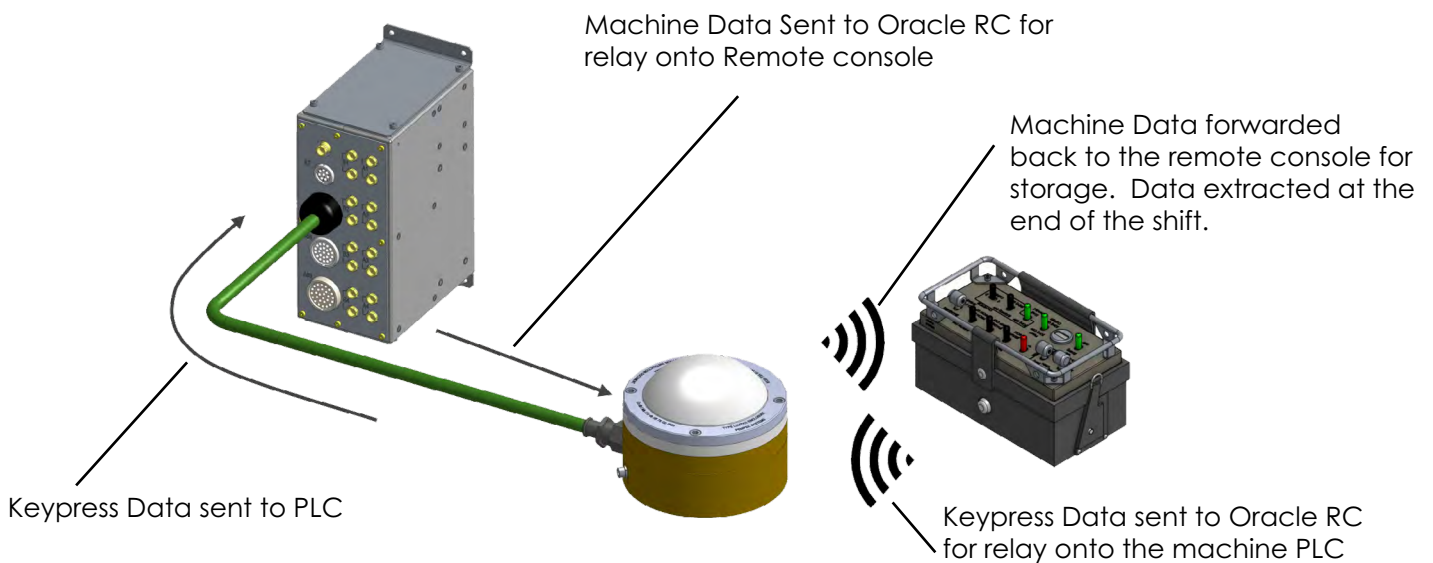 Machine Data Sent to Oracle RC for
relay onto Remote console
Machine Data forwarded
back to the remote console for
storage.  Data extracted at the
end of the shift.
Keypress Data sent to PLC
Keypress Data sent to Oracle RC
for relay onto the machine PLC